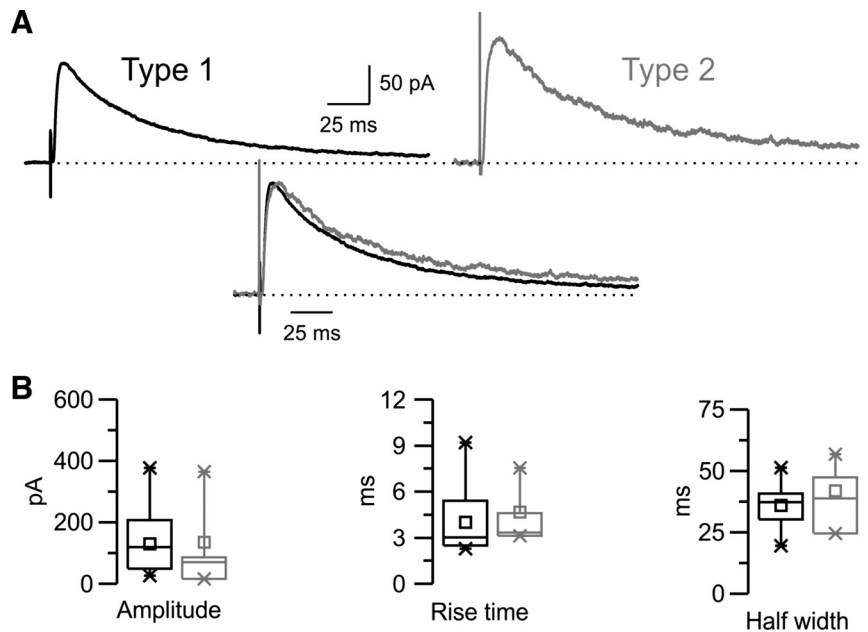 A
Type 1
50 pA
25 ms
Type 2
25 ms
B
600
400
200
0
pA
Amplitude
12
9
6
3
0
ms
Rise time
75
50
25
0
ms
Half width